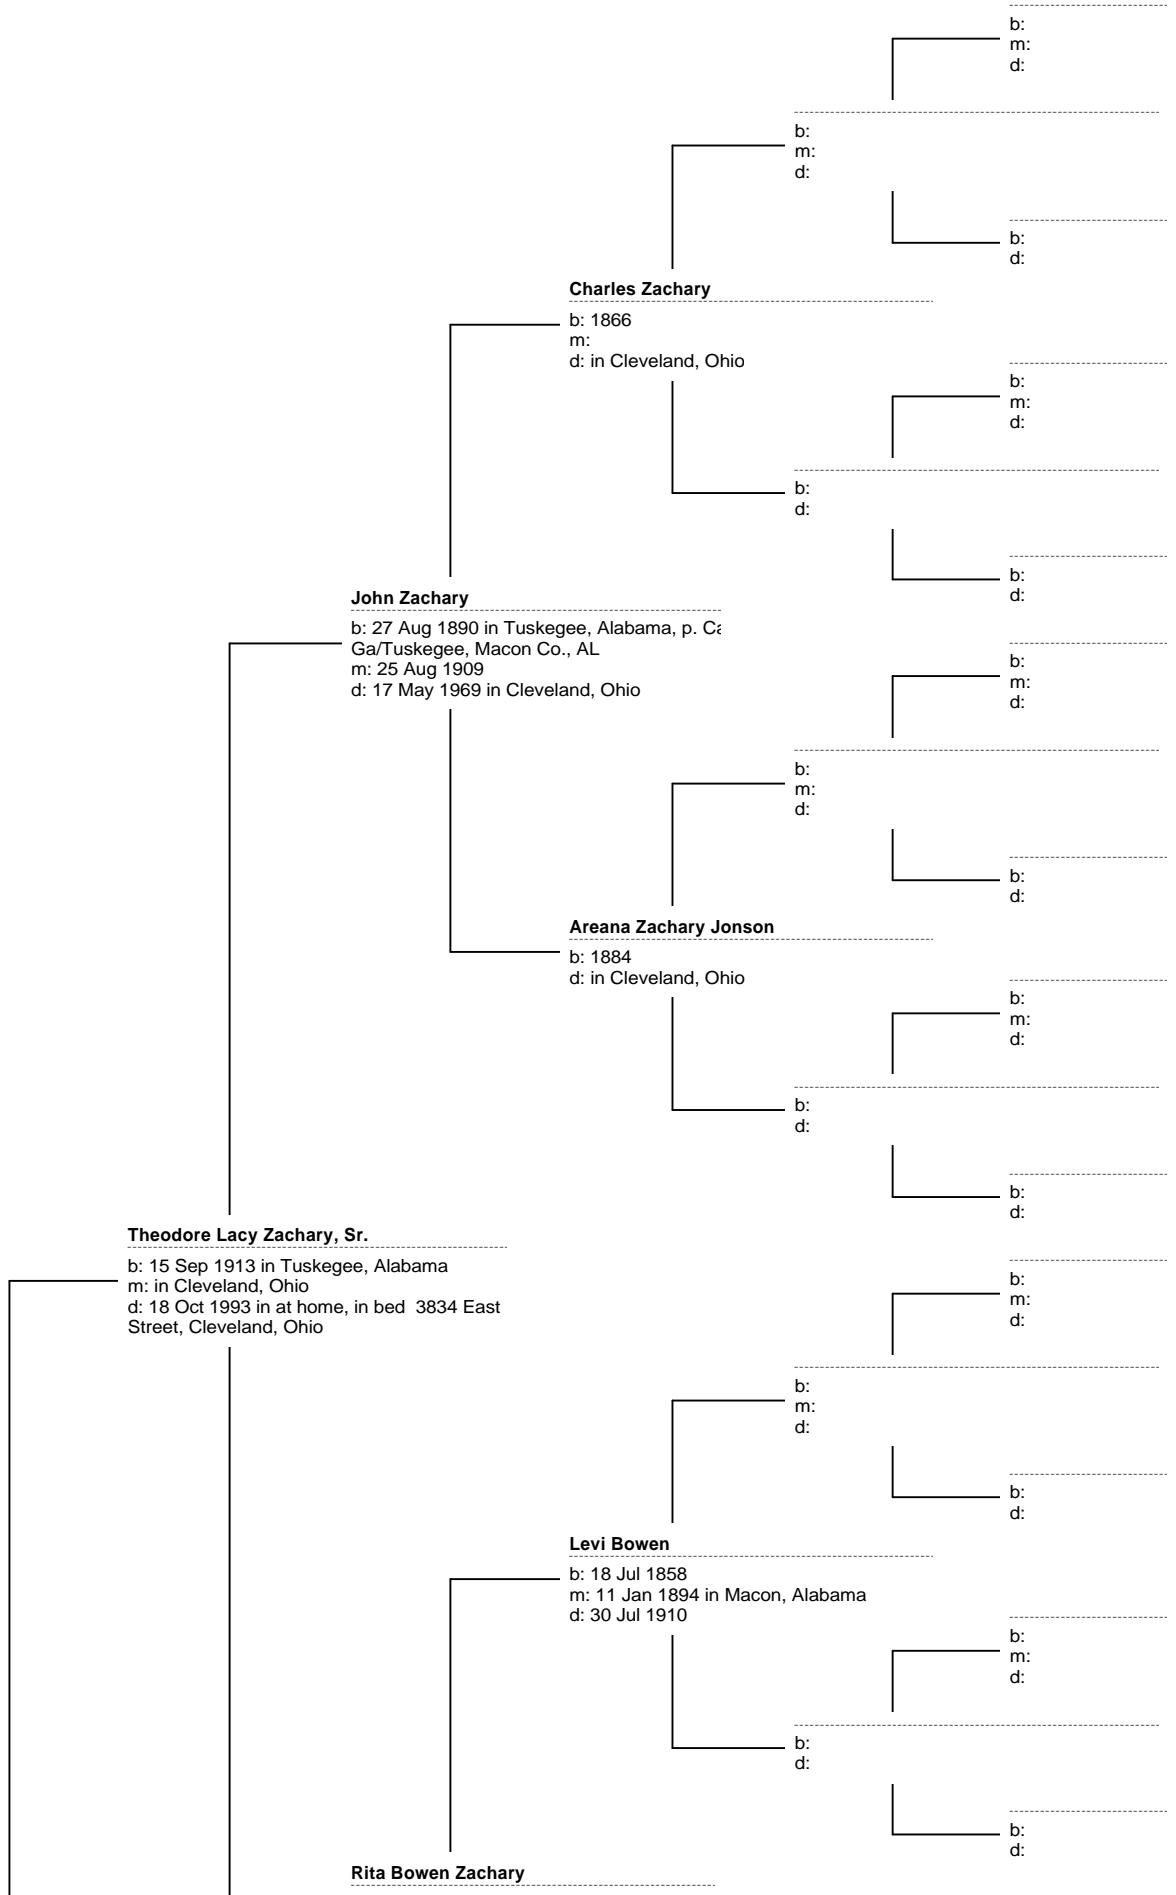 b:
m:
d:
b:
m:
d:
b:
d:
Charles Zachary
b: 1866
m:
d: in Cleveland, Ohio
b:
m:
d:
b:
d:
b:
d:
John Zachary
b: 27 Aug 1890 in Tuskegee, Alabama, p. Ca
Ga/Tuskegee, Macon Co., AL
m: 25 Aug 1909
d: 17 May 1969 in Cleveland, Ohio
b:
m:
d:
b:
m:
d:
b:
d:
Areana Zachary Jonson
b: 1884
d: in Cleveland, Ohio
b:
m:
d:
b:
d:
b:
d:
Theodore Lacy Zachary, Sr.
b: 15 Sep 1913 in Tuskegee, Alabama
m: in Cleveland, Ohio
d: 18 Oct 1993 in at home, in bed 3834 East
Street, Cleveland, Ohio
b:
m:
d:
b:
m:
d:
b:
d:
Levi Bowen
b: 18 Jul 1858
m: 11 Jan 1894 in Macon, Alabama
d: 30 Jul 1910
b:
m:
d:
b:
d:
b:
d:
Rita Bowen Zachary